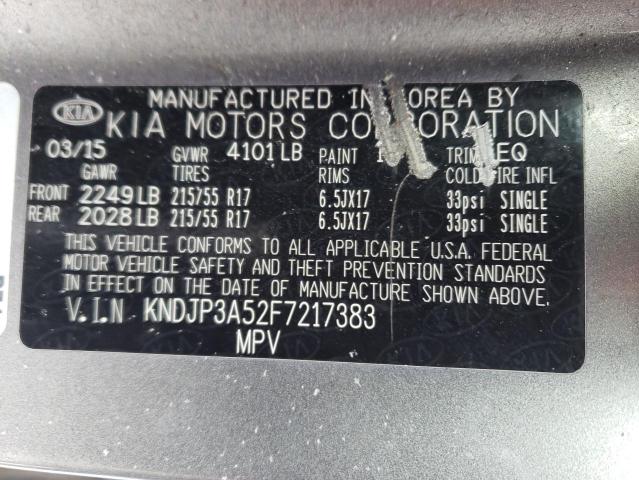 MANUFACTURED IN KOREA BY
KIA KIA MOTORS CORPORATION
03/15 GVWR 4101 LB PAINT TRIM EQ
GAWR TIRES RIMS COLD TIRE INFL
FRONT 2249 LB 215/55 R17 6.5JX17 33psi SINGLE
REAR 2028 LB 215/55 R17 6.5JX17 33psi SINGLE
THIS VEHICLE CONFORMS TO ALL APPLICABLE U.S.A. FEDERAL
MOTOR VEHICLE SAFETY AND THEFT PREVENTION STANDARDS
IN EFFECT ON THE DATE OF MANUFACTURE SHOWN ABOVE.
V.I.N KNDJP3A52F7217383
MPV